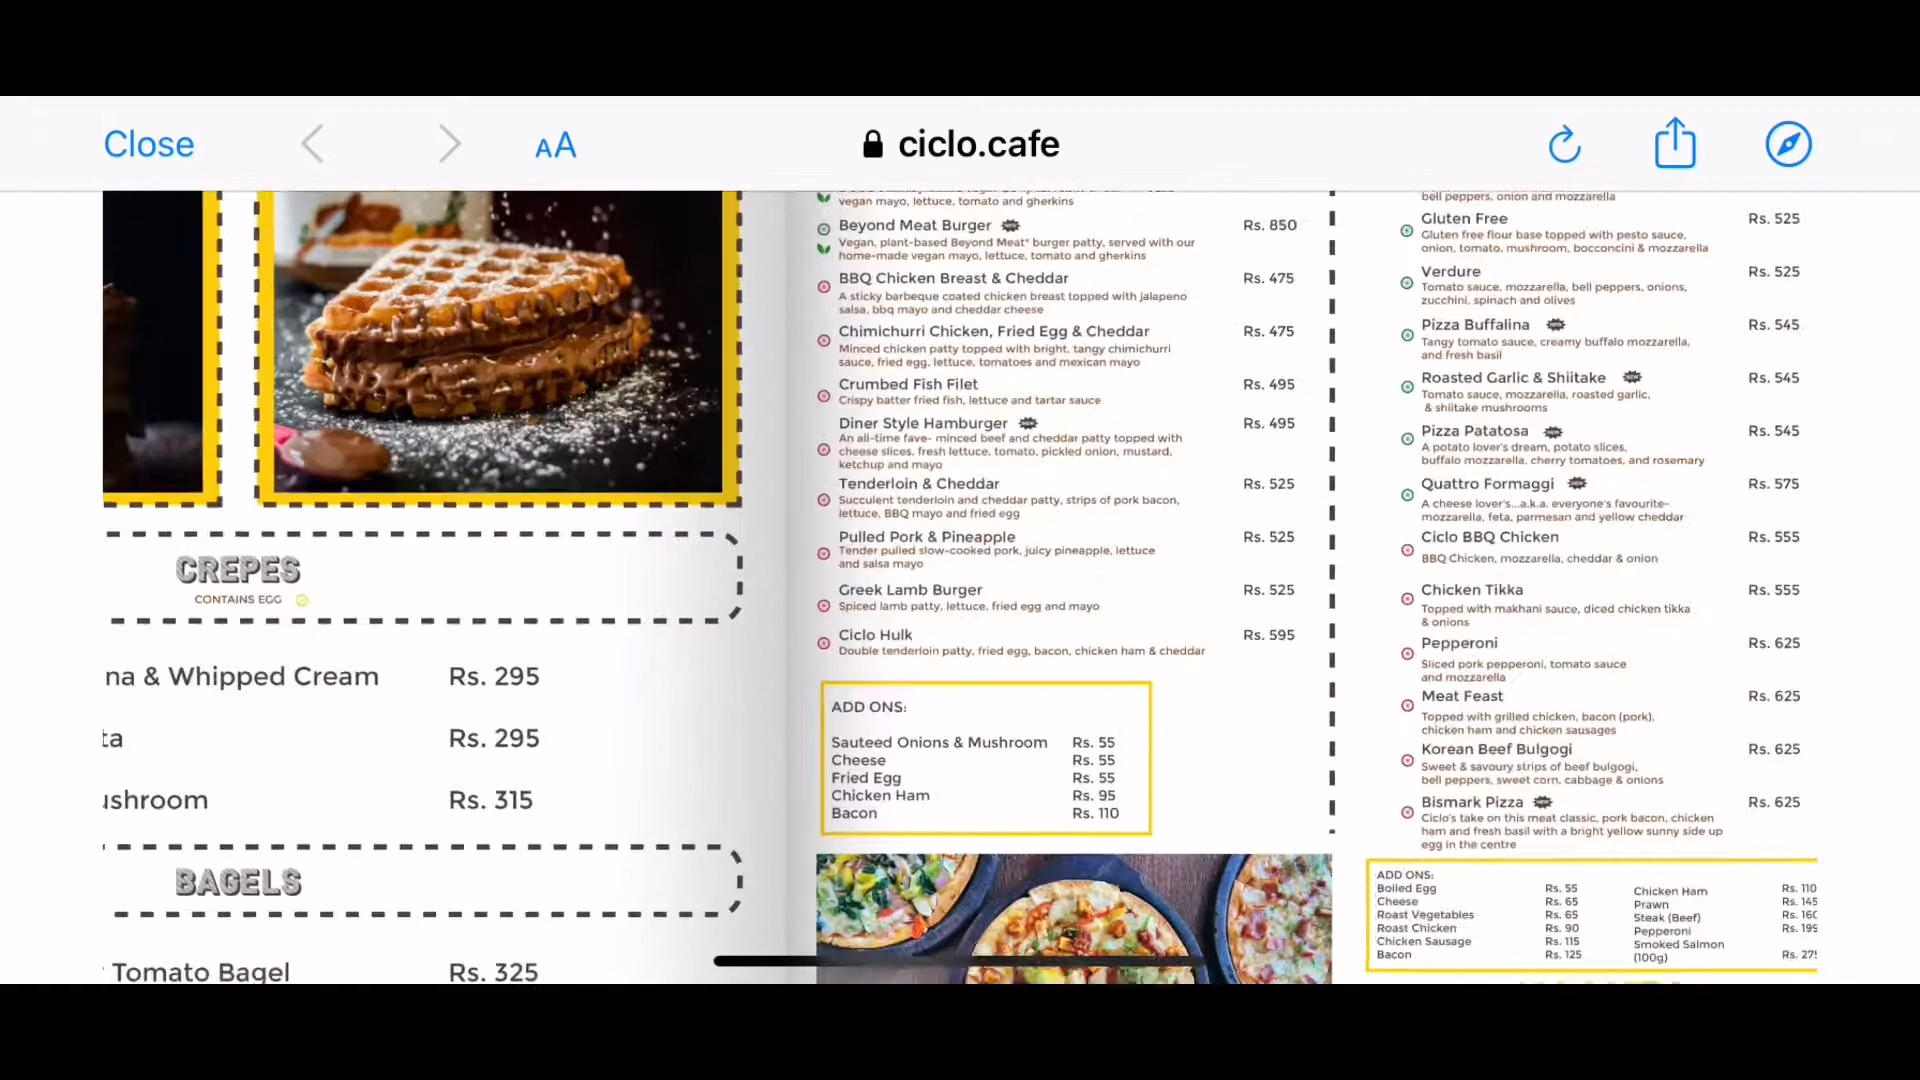 Close
AA
ciclo.cafe
CREPES
CONTAINS EGG
na & Whipped Cream Rs. 295
ta Rs. 295
ushroom Rs. 315
BAGELS
Tomato Bagel Rs. 325
vegan mayo, lettuce, tomato and gherkins
Beyond Meat Burger Rs. 850
Vegan, plant-based Beyond Meat* burger patty, served with our
home-made vegan mayo, lettuce, tomato and gherkins
BBQ Chicken Breast & Cheddar Rs. 475
A sticky barbeque coated chicken breast topped with jalapeno
salsa, bbq mayo and cheddar cheese
Chimichurri Chicken, Fried Egg & Cheddar Rs. 475
Minced chicken patty topped with bright, tangy chimichurri
sauce, fried egg, lettuce, tomatoes and mexican mayo
Crumbed Fish Filet Rs. 495
Crispy batter fried fish, lettuce and tartar sauce
Diner Style Hamburger Rs. 495
An all-time fave- minced beef and cheddar patty topped with
cheese slices, fresh lettuce, tomato, pickled onion, mustard,
ketchup and mayo
Tenderloin & Cheddar Rs. 525
Succulent tenderloin and cheddar patty, strips of pork bacon,
lettuce, BBQ mayo and fried egg
Pulled Pork & Pineapple Rs. 525
Tender pulled slow-cooked pork, juicy pineapple, lettuce
and salsa mayo
Greek Lamb Burger Rs. 525
Spiced lamb patty, lettuce, fried egg and mayo
Ciclo Hulk Rs. 595
Double tenderloin patty, fried egg, bacon, chicken ham & cheddar
ADD ONS:
Sauteed Onions & Mushroom Rs. 55
Cheese Rs. 55
Fried Egg Rs. 55
Chicken Ham Rs. 95
Bacon Rs. 110
bell peppers, onion and mozzarella
Gluten Free Rs. 525
Gluten free flour base topped with pesto sauce,
onion, tomato, mushroom, bocconcini & mozzarella
Verdure Rs. 525
Tomato sauce, mozzarella, bell peppers, onions,
zucchini, spinach and olives
Pizza Buffalina Rs. 545
Tangy tomato sauce, creamy buffalo mozzarella,
and fresh basil
Roasted Garlic & Shiitake Rs. 545
Tomato sauce, mozzarella, roasted garlic,
& shiitake mushrooms
Pizza Patatosa Rs. 545
A potato lover's dream, potato slices,
buffalo mozzarella, cherry tomatoes, and rosemary
Quattro Formaggi Rs. 575
A cheese lover's...a.k.a. everyone's favourite-
mozzarella, feta, parmesan and yellow cheddar
Ciclo BBQ Chicken Rs. 555
BBQ Chicken, mozzarella, cheddar & onion
Chicken Tikka Rs. 555
Topped with makhani sauce, diced chicken tikka
& onions
Pepperoni Rs. 625
Sliced pork pepperoni, tomato sauce
and mozzarella
Meat Feast Rs. 625
Topped with grilled chicken, bacon (pork),
chicken ham and chicken sausages
Korean Beef Bulgogi Rs. 625
Sweet & savoury strips of beef bulgogi,
bell peppers, sweet corn, cabbage & onions
Bismark Pizza Rs. 625
Ciclo's take on this meat classic, pork bacon, chicken
ham and fresh basil with a bright yellow sunny side up
egg in the centre
ADD ONS:
Boiled Egg Rs. 55
Cheese Rs. 65
Roast Vegetables Rs. 65
Roast Chicken Rs. 90
Chicken Sausage Rs. 115
Bacon Rs. 125
Chicken Ham Rs. 110
Prawn Rs. 145
Steak (Beef) Rs. 160
Pepperoni Rs. 195
Smoked Salmon
(100g) Rs. 27